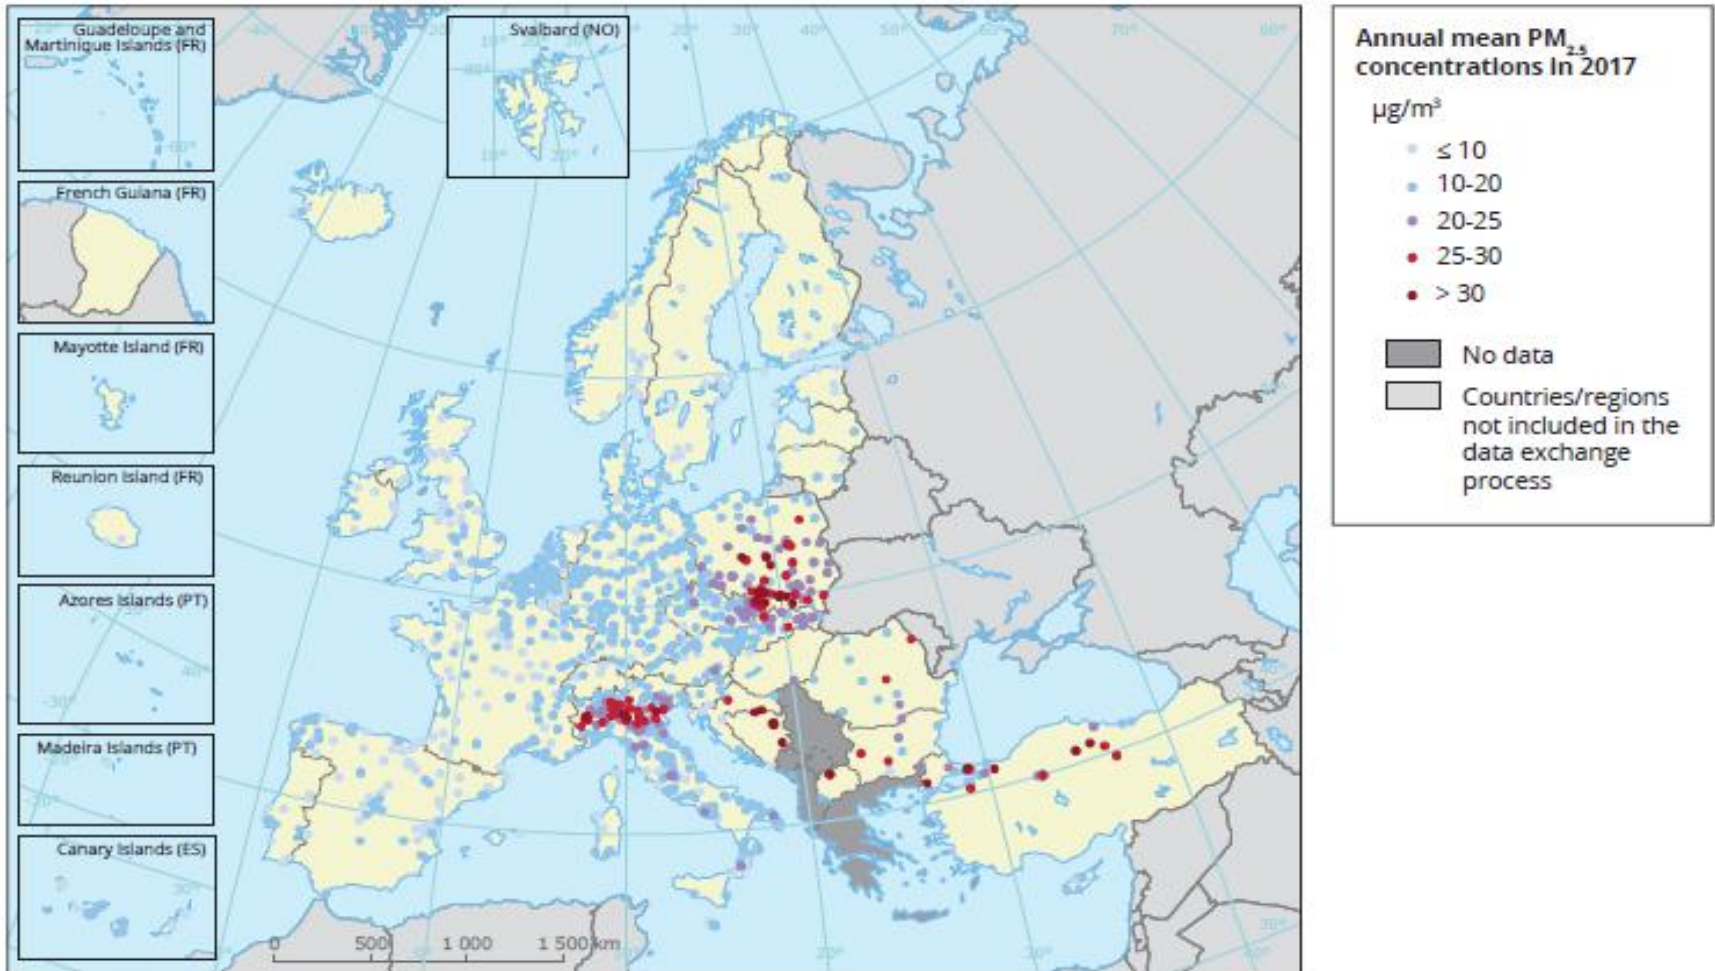 Guadeloupe and
Martinique Islands (FR)
Svalbard (NO)
French Guiana (FR)
Mayotte Island (FR)
Reunion Island (FR)
Azores Islands (PT)
Madeira Islands (PT)
Canary Islands (ES)
0 500 1 000 1 500 km
Annual mean PM2.5
concentrations in 2017
µg/m³
≤ 10
10-20
20-25
25-30
> 30
No data
Countries/regions
not included in the
data exchange
process